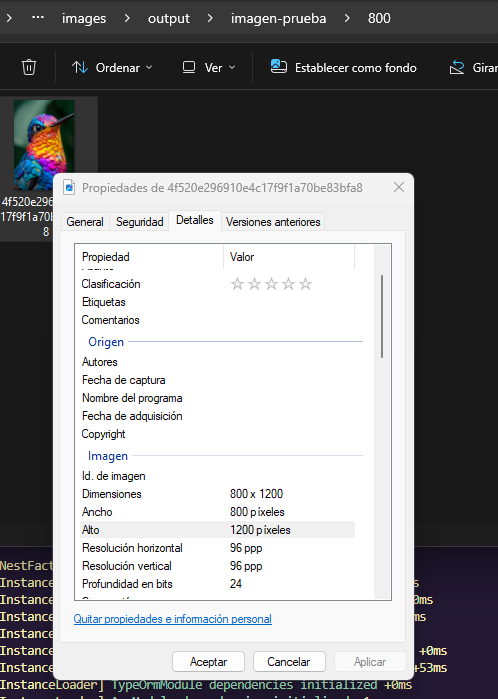 ··· images output imagen-prueba 800
Ordenar Ver Establecer como fondo Girar
4f520e296
17f9f1a70b
8
Propiedades de 4f520e296910e4c17f9f1a70be83bfa8
General Seguridad Detalles Versiones anteriores
Propiedad Valor
Clasificación
Etiquetas
Comentarios
Origen
Autores
Fecha de captura
Nombre del programa
Fecha de adquisición
Copyright
Imagen
Id. de imagen
Dimensiones 800 x 1200
Ancho 800 píxeles
Alto 1200 píxeles
Resolución horizontal 96 ppp
Resolución vertical 96 ppp
Profundidad en bits 24
Quitar propiedades e información personal
Aceptar Cancelar Aplicar
NestFact
Instance s
Instance 0ms
Instance ms
Instance
Instance +0ms
Instance +53ms
InstanceLoader] TypeOrmModule dependencies initialized +0ms